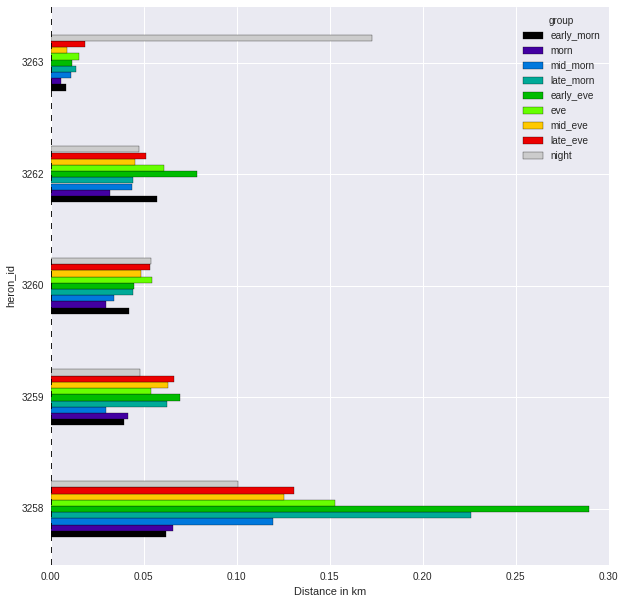 group
early_morn
morn
mid_morn
late_morn
early_eve
eve
mid_eve
late_eve
night
3263
3262
3260
3259
3258
heron_id
0.00 0.05 0.10 0.15 0.20 0.25 0.30
Distance in km